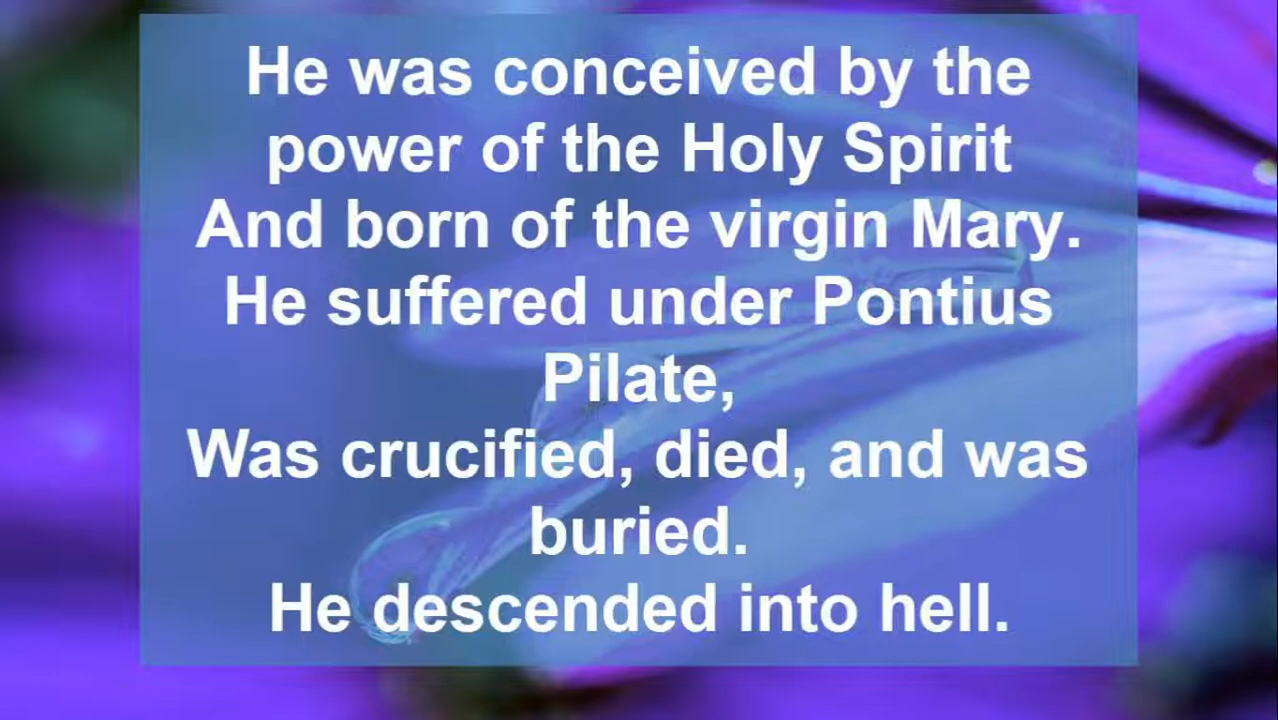 He was conceived by the
power of the Holy Spirit
And born of the virgin Mary.
He suffered under Pontius
Pilate,
Was crucified, died, and was
buried.
He descended into hell.